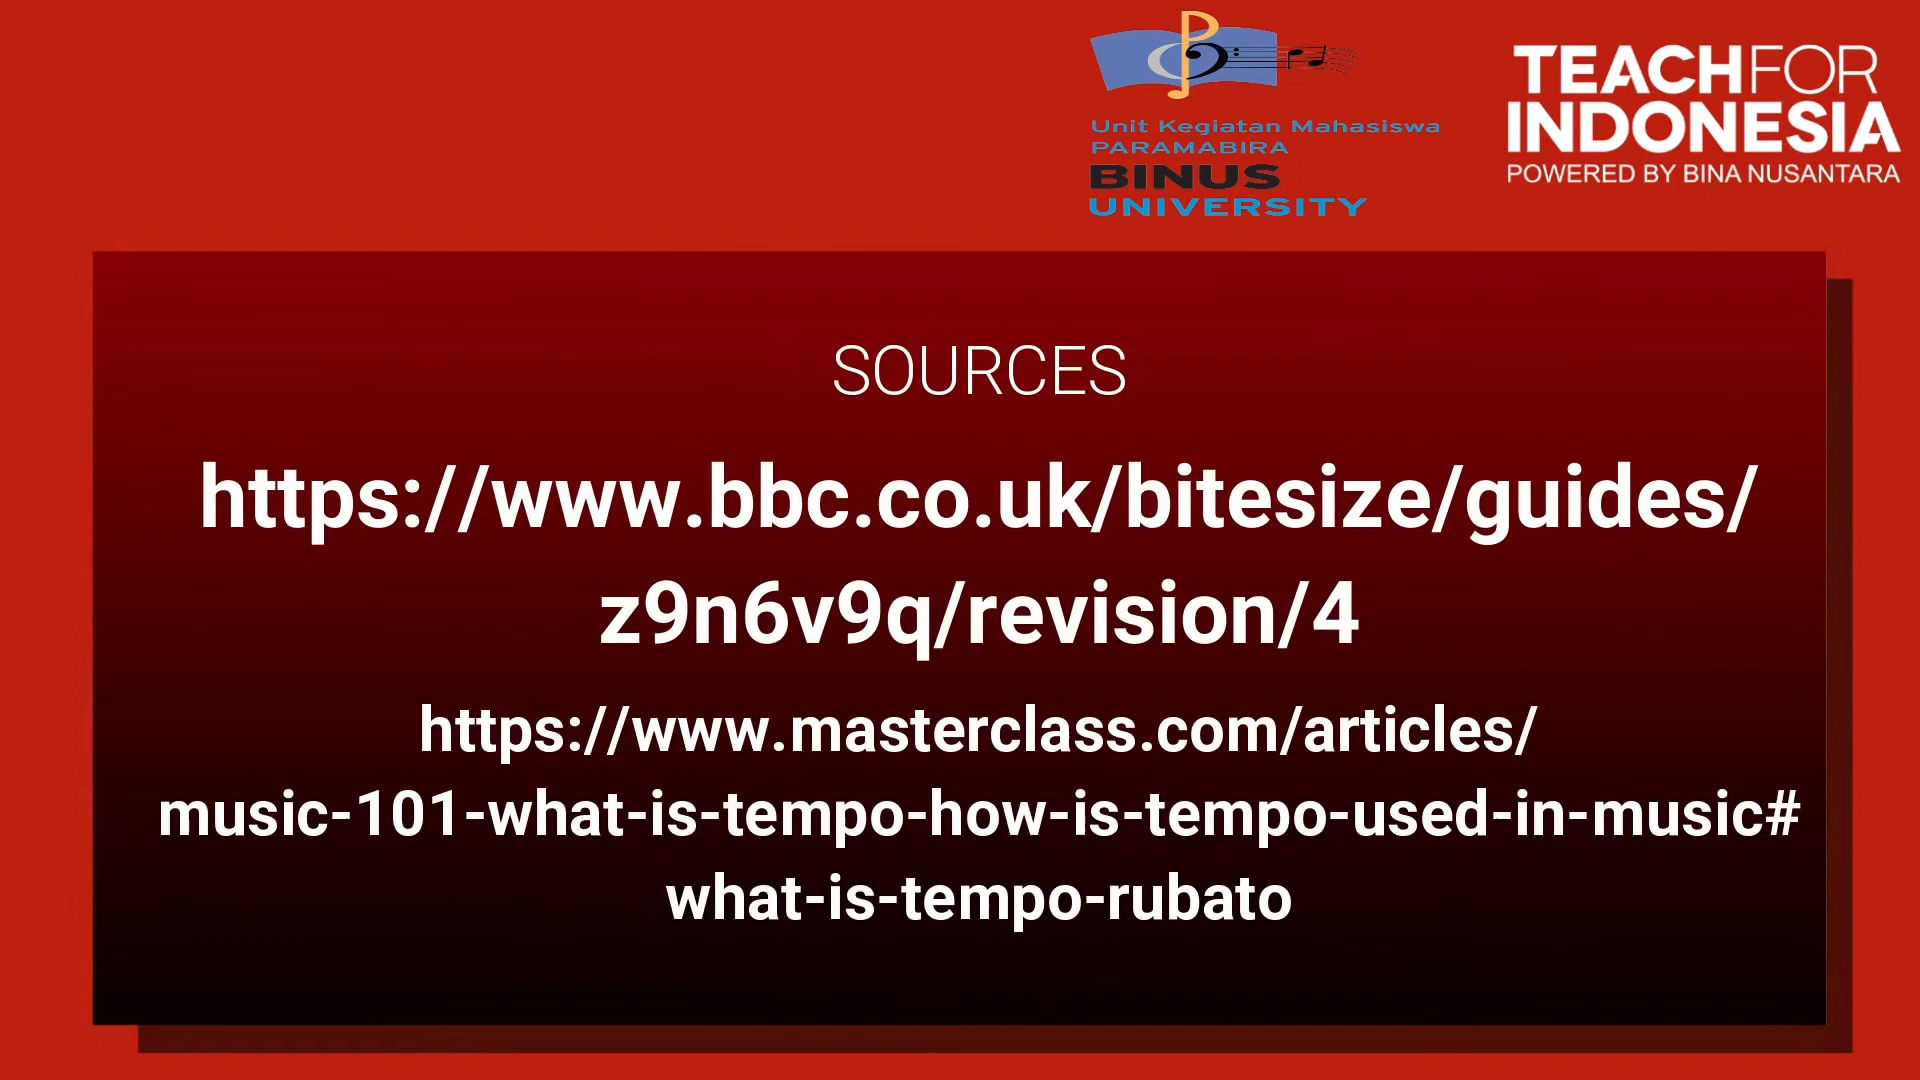 Unit Kegiatan Mahasiswa
PARAMABIRA
BINUS
UNIVERSITY
TEACHFOR
INDONESIA
POWERED BY BINA NUSANTARA
SOURCES
https://www.bbc.co.uk/bitesize/guides/
z9n6v9q/revision/4
https://www.masterclass.com/articles/
music-101-what-is-tempo-how-is-tempo-used-in-music#
what-is-tempo-rubato